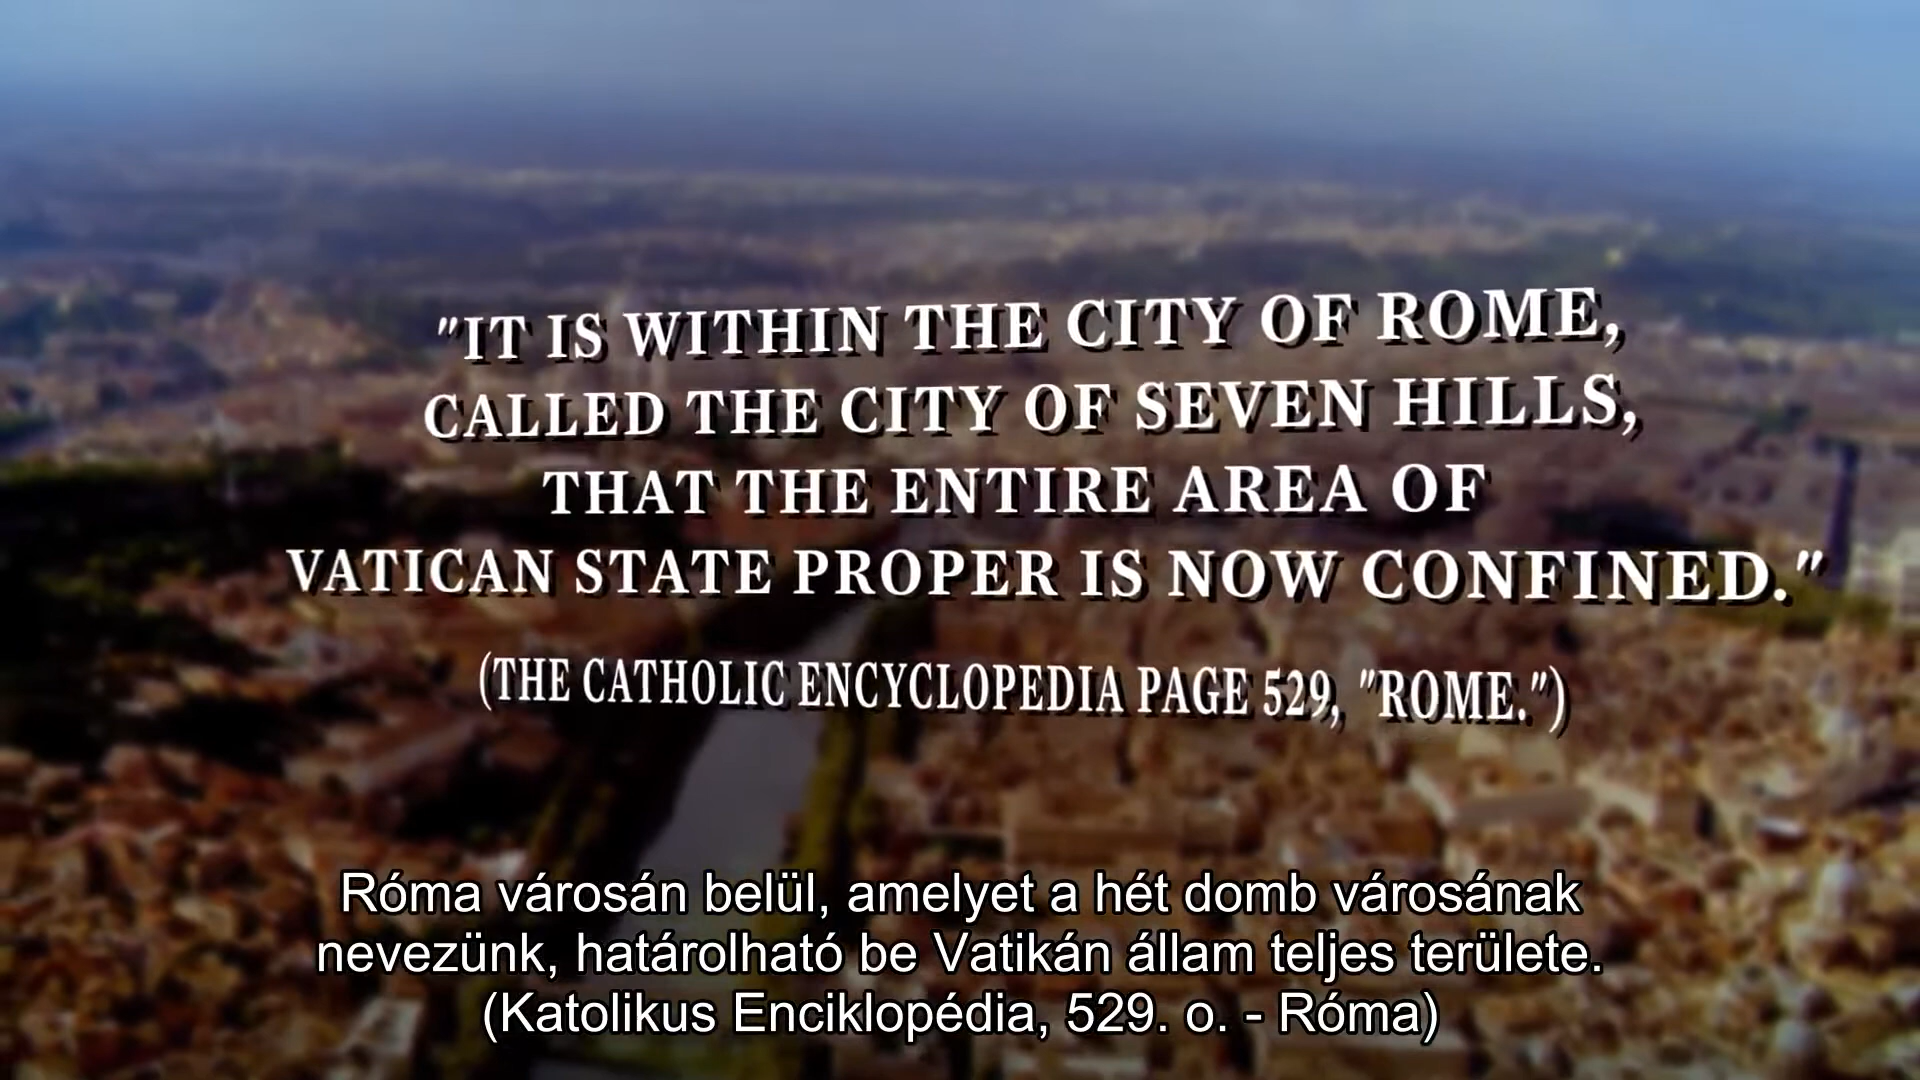 "IT IS WITHIN THE CITY OF ROME,
CALLED THE CITY OF SEVEN HILLS,
THAT THE ENTIRE AREA OF
VATICAN STATE PROPER IS NOW CONFINED."
(THE CATHOLIC ENCYCLOPEDIA PAGE 529, "ROME.")
Róma városán belül, amelyet a hét domb városának
nevezünk, határolható be Vatikán állam teljes területe.
(Katolikus Enciklopédia, 529. o. - Róma)